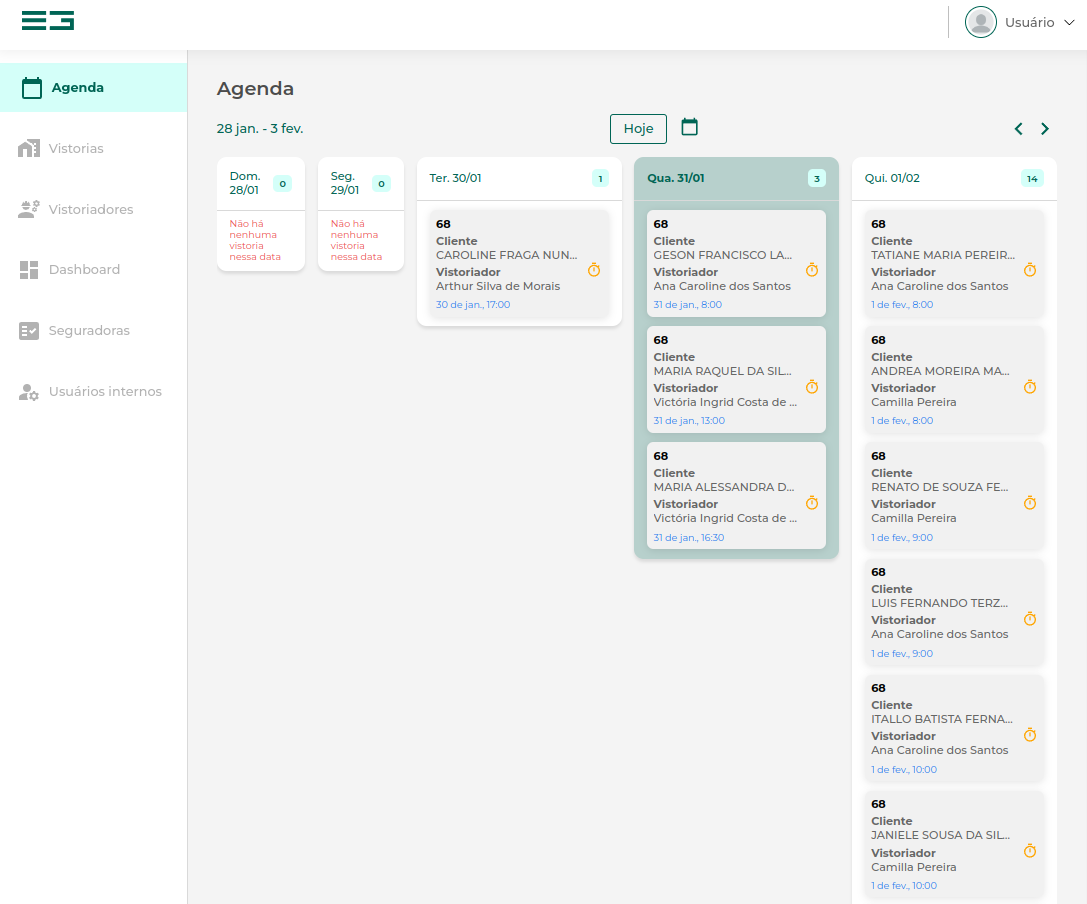 Usuário
Agenda
Vistorias
Vistoriadores
Dashboard
Seguradoras
Usuários internos
Agenda
28 jan. - 3 fev.
Hoje
Dom. 28/01
0
Não há
nenhuma
vistoria
nessa data
Seg. 29/01
0
Não há
nenhuma
vistoria
nessa data
Ter. 30/01
1
68
Cliente
CAROLINE FRAGA NUN...
Vistoriador
Arthur Silva de Morais
30 de jan., 17:00
Qua. 31/01
3
68
Cliente
GESON FRANCISCO LA...
Vistoriador
Ana Caroline dos Santos
31 de jan., 8:00
68
Cliente
MARIA RAQUEL DA SIL...
Vistoriador
Victória Ingrid Costa de ...
31 de jan., 13:00
68
Cliente
MARIA ALESSANDRA D...
Vistoriador
Victória Ingrid Costa de ...
31 de jan., 16:30
Qui. 01/02
14
68
Cliente
TATIANE MARIA PEREIR...
Vistoriador
Ana Caroline dos Santos
1 de fev., 8:00
68
Cliente
ANDREA MOREIRA MA...
Vistoriador
Camilla Pereira
1 de fev., 8:00
68
Cliente
RENATO DE SOUZA FE...
Vistoriador
Camilla Pereira
1 de fev., 9:00
68
Cliente
LUIS FERNANDO TERZ...
Vistoriador
Ana Caroline dos Santos
1 de fev., 9:00
68
Cliente
ITALLO BATISTA FERNA...
Vistoriador
Ana Caroline dos Santos
1 de fev., 10:00
68
Cliente
JANIELE SOUSA DA SIL...
Vistoriador
Camilla Pereira
1 de fev., 10:00